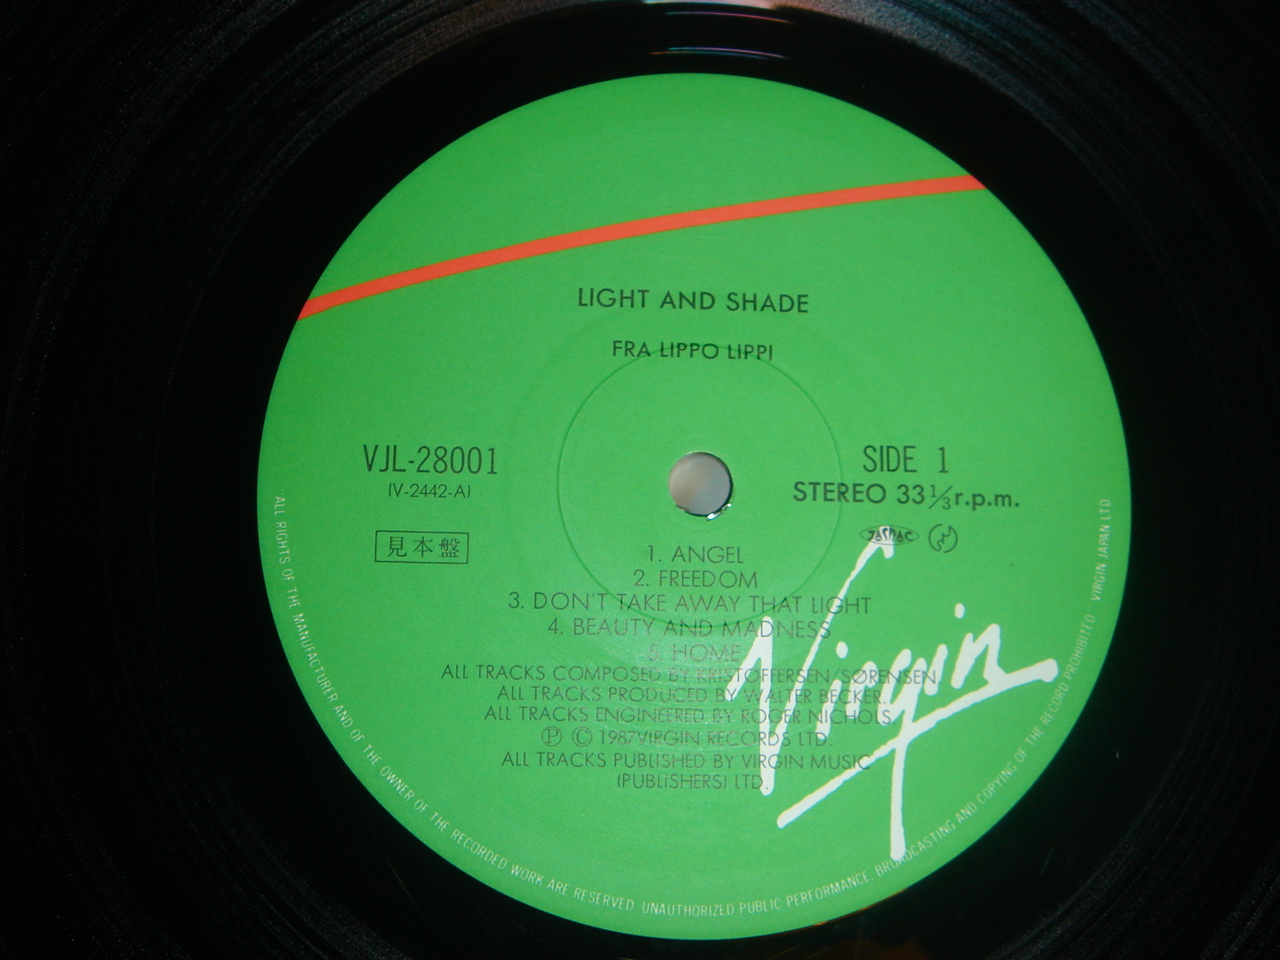 LIGHT AND SHADE
FRA LIPPO LIPPI
VJL-28001
(V-2442-A)
見本盤
SIDE 1
STEREO 33 1/3 r.p.m.
JASRAC
1. ANGEL
2. FREEDOM
3. DON'T TAKE AWAY THAT LIGHT
4. BEAUTY AND MADNESS
5. HOME
ALL TRACKS COMPOSED BY KRISTOFFERSEN/SØRENSEN
ALL TRACKS PRODUCED BY WALTER BECKER.
ALL TRACKS ENGINEERED BY ROGER NICHOLS
Ⓟ © 1987VIRGIN RECORDS LTD.
ALL TRACKS PUBLISHED BY VIRGIN MUSIC
(PUBLISHERS) LTD.
Virgin
ALL RIGHTS OF THE MANUFACTURER AND OF THE OWNER OF THE RECORDED WORK ARE RESERVED UNAUTHORIZED PUBLIC PERFORMANCE. BROADCASTING AND COPYING OF THE RECORD PROHIBITED VIRGIN JAPAN LTD